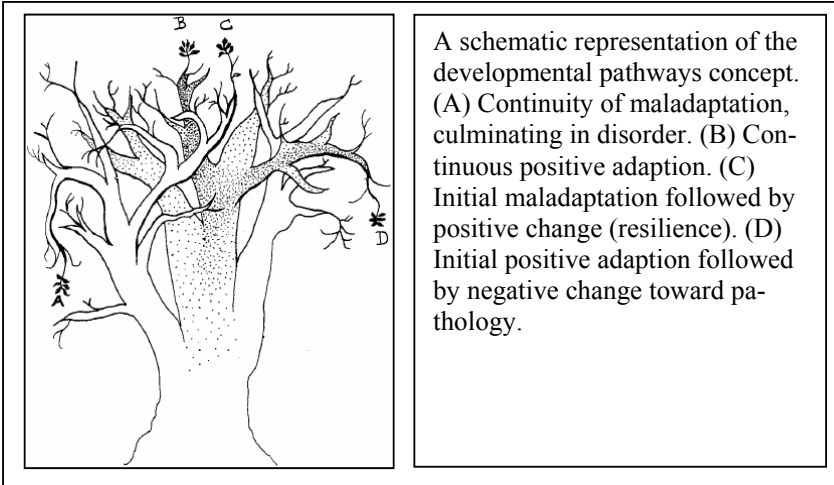 B C
D
A
A schematic representation of the
developmental pathways concept.
(A) Continuity of maladaptation,
culminating in disorder. (B) Con-
tinuous positive adaption. (C)
Initial maladaptation followed by
positive change (resilience). (D)
Initial positive adaption followed
by negative change toward pa-
thology.